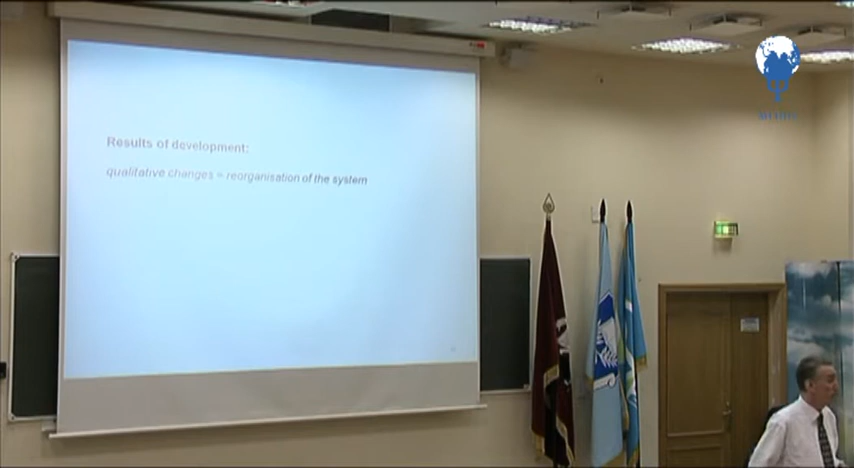 Results of development:
qualitative changes = reorganisation of the system